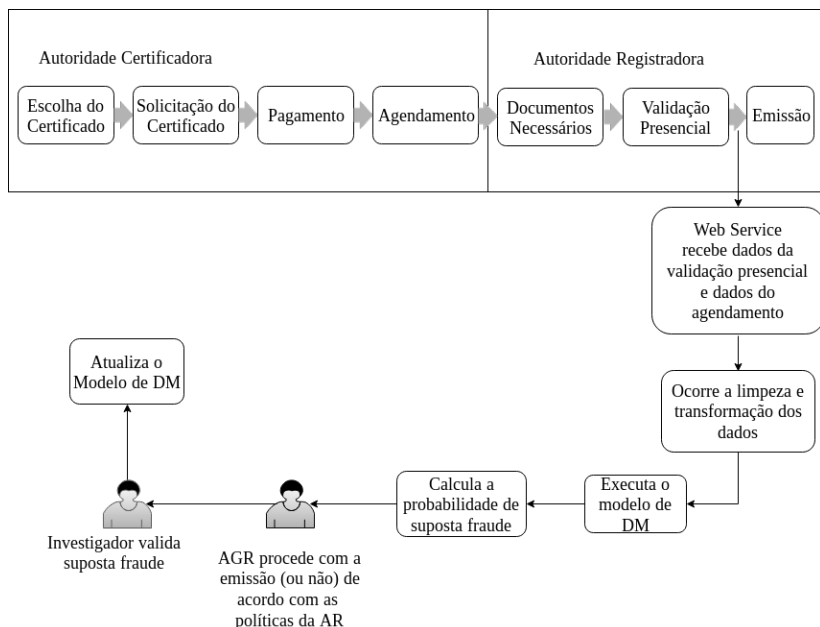 Autoridade Certificadora
Autoridade Registradora
Escolha do
Certificado
Solicitação do
Certificado
Pagamento
Agendamento
Documentos
Necessários
Validação
Presencial
Emissão
Web Service
recebe dados da
validação presencial
e dados do
agendamento
Ocorre a limpeza e
transformação dos
dados
Executa o
modelo de
DM
Calcula a
probabilidade de
suposta fraude
AGR procede com a
emissão (ou não) de
acordo com as
políticas da AR
Investigador valida
suposta fraude
Atualiza o
Modelo de DM